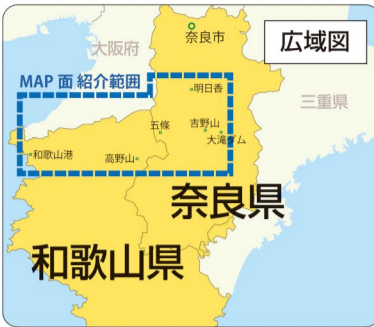 奈良市
広域図
大阪府
MAP 面 紹介範囲
明日香
三重県
五條
吉野山
大滝ダム
和歌山港
高野山
奈良県
和歌山県